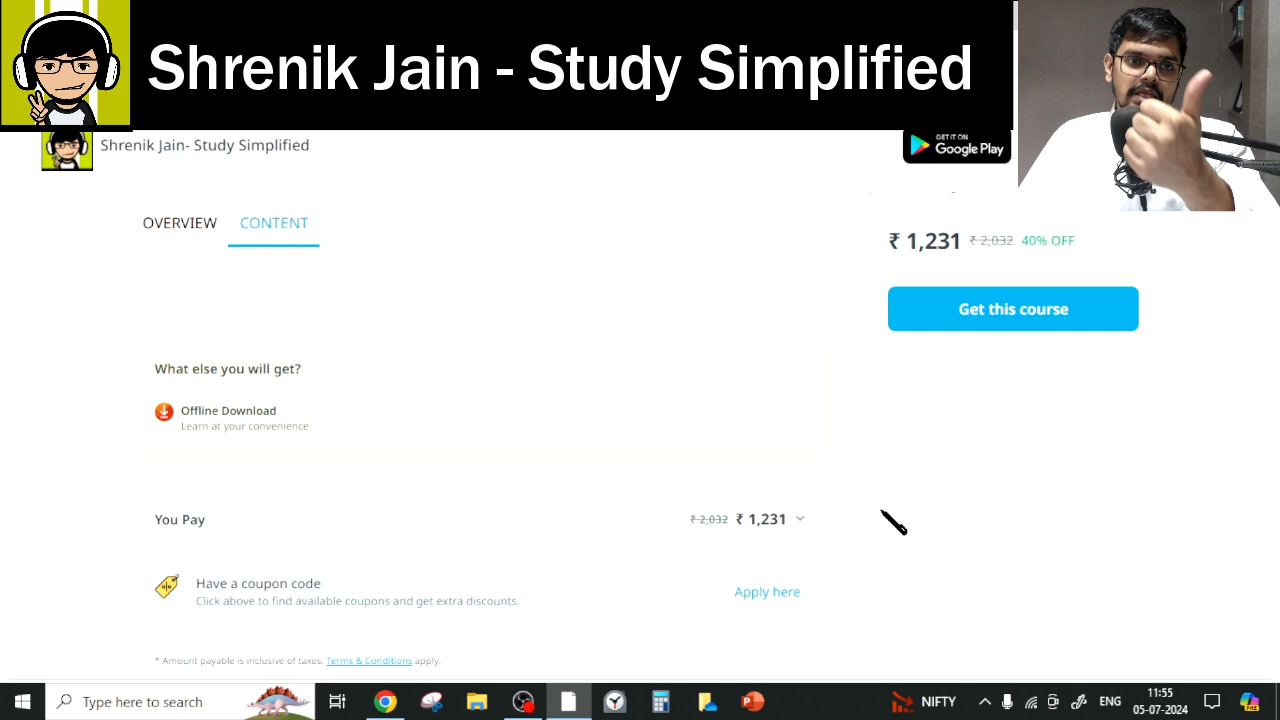 Shrenik Jain - Study Simplified
Shrenik Jain- Study Simplified
GET IT ON
Google Play
OVERVIEW CONTENT
₹ 1,231 ₹ 2,032 40% OFF
Get this course
What else you will get?
Offline Download
Learn at your convenience
You Pay ₹ 2,032 ₹ 1,231
Have a coupon code
Click above to find available coupons and get extra discounts.
Apply here
* Amount payable is inclusive of taxes. Terms & Conditions apply.
Type here to search NIFTY ENG 11:55
05-07-2024